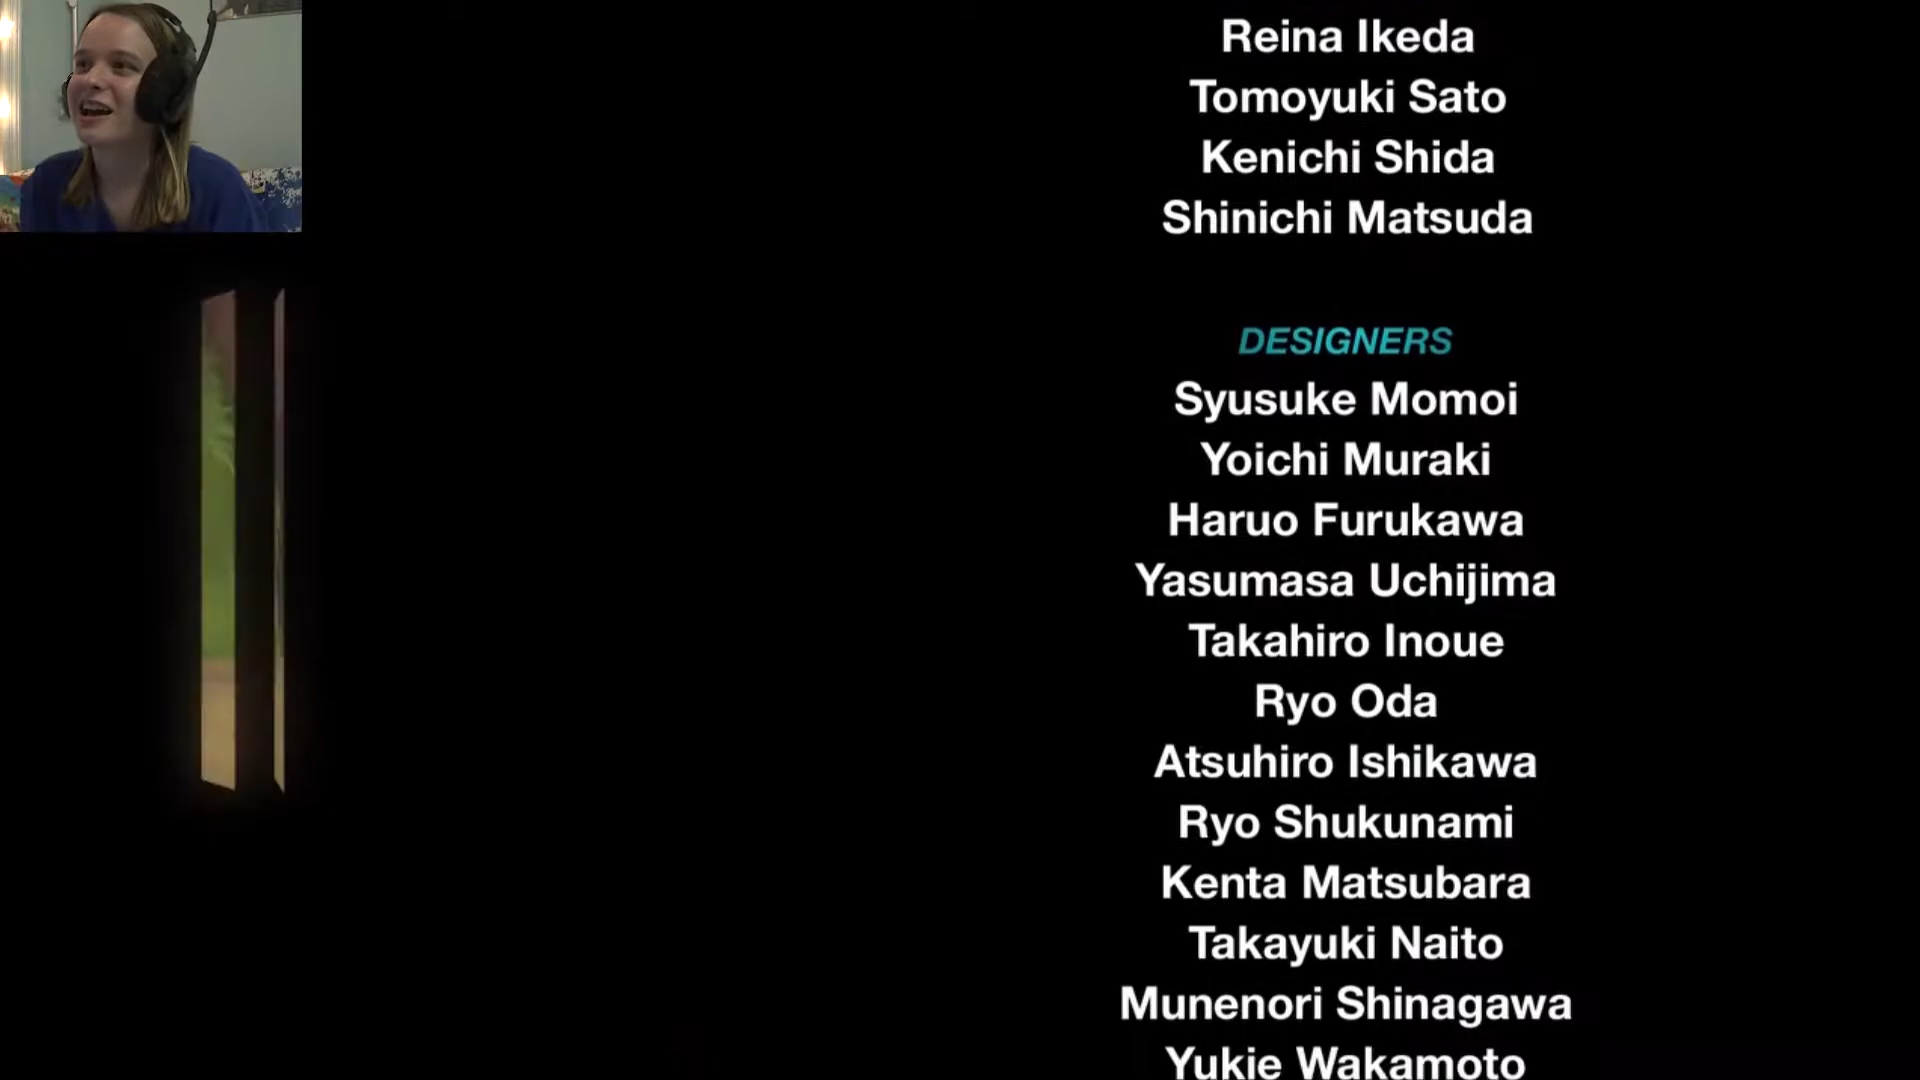 Reina Ikeda
Tomoyuki Sato
Kenichi Shida
Shinichi Matsuda
DESIGNERS
Syusuke Momoi
Yoichi Muraki
Haruo Furukawa
Yasumasa Uchijima
Takahiro Inoue
Ryo Oda
Atsuhiro Ishikawa
Ryo Shukunami
Kenta Matsubara
Takayuki Naito
Munenori Shinagawa
Yukie Wakamoto